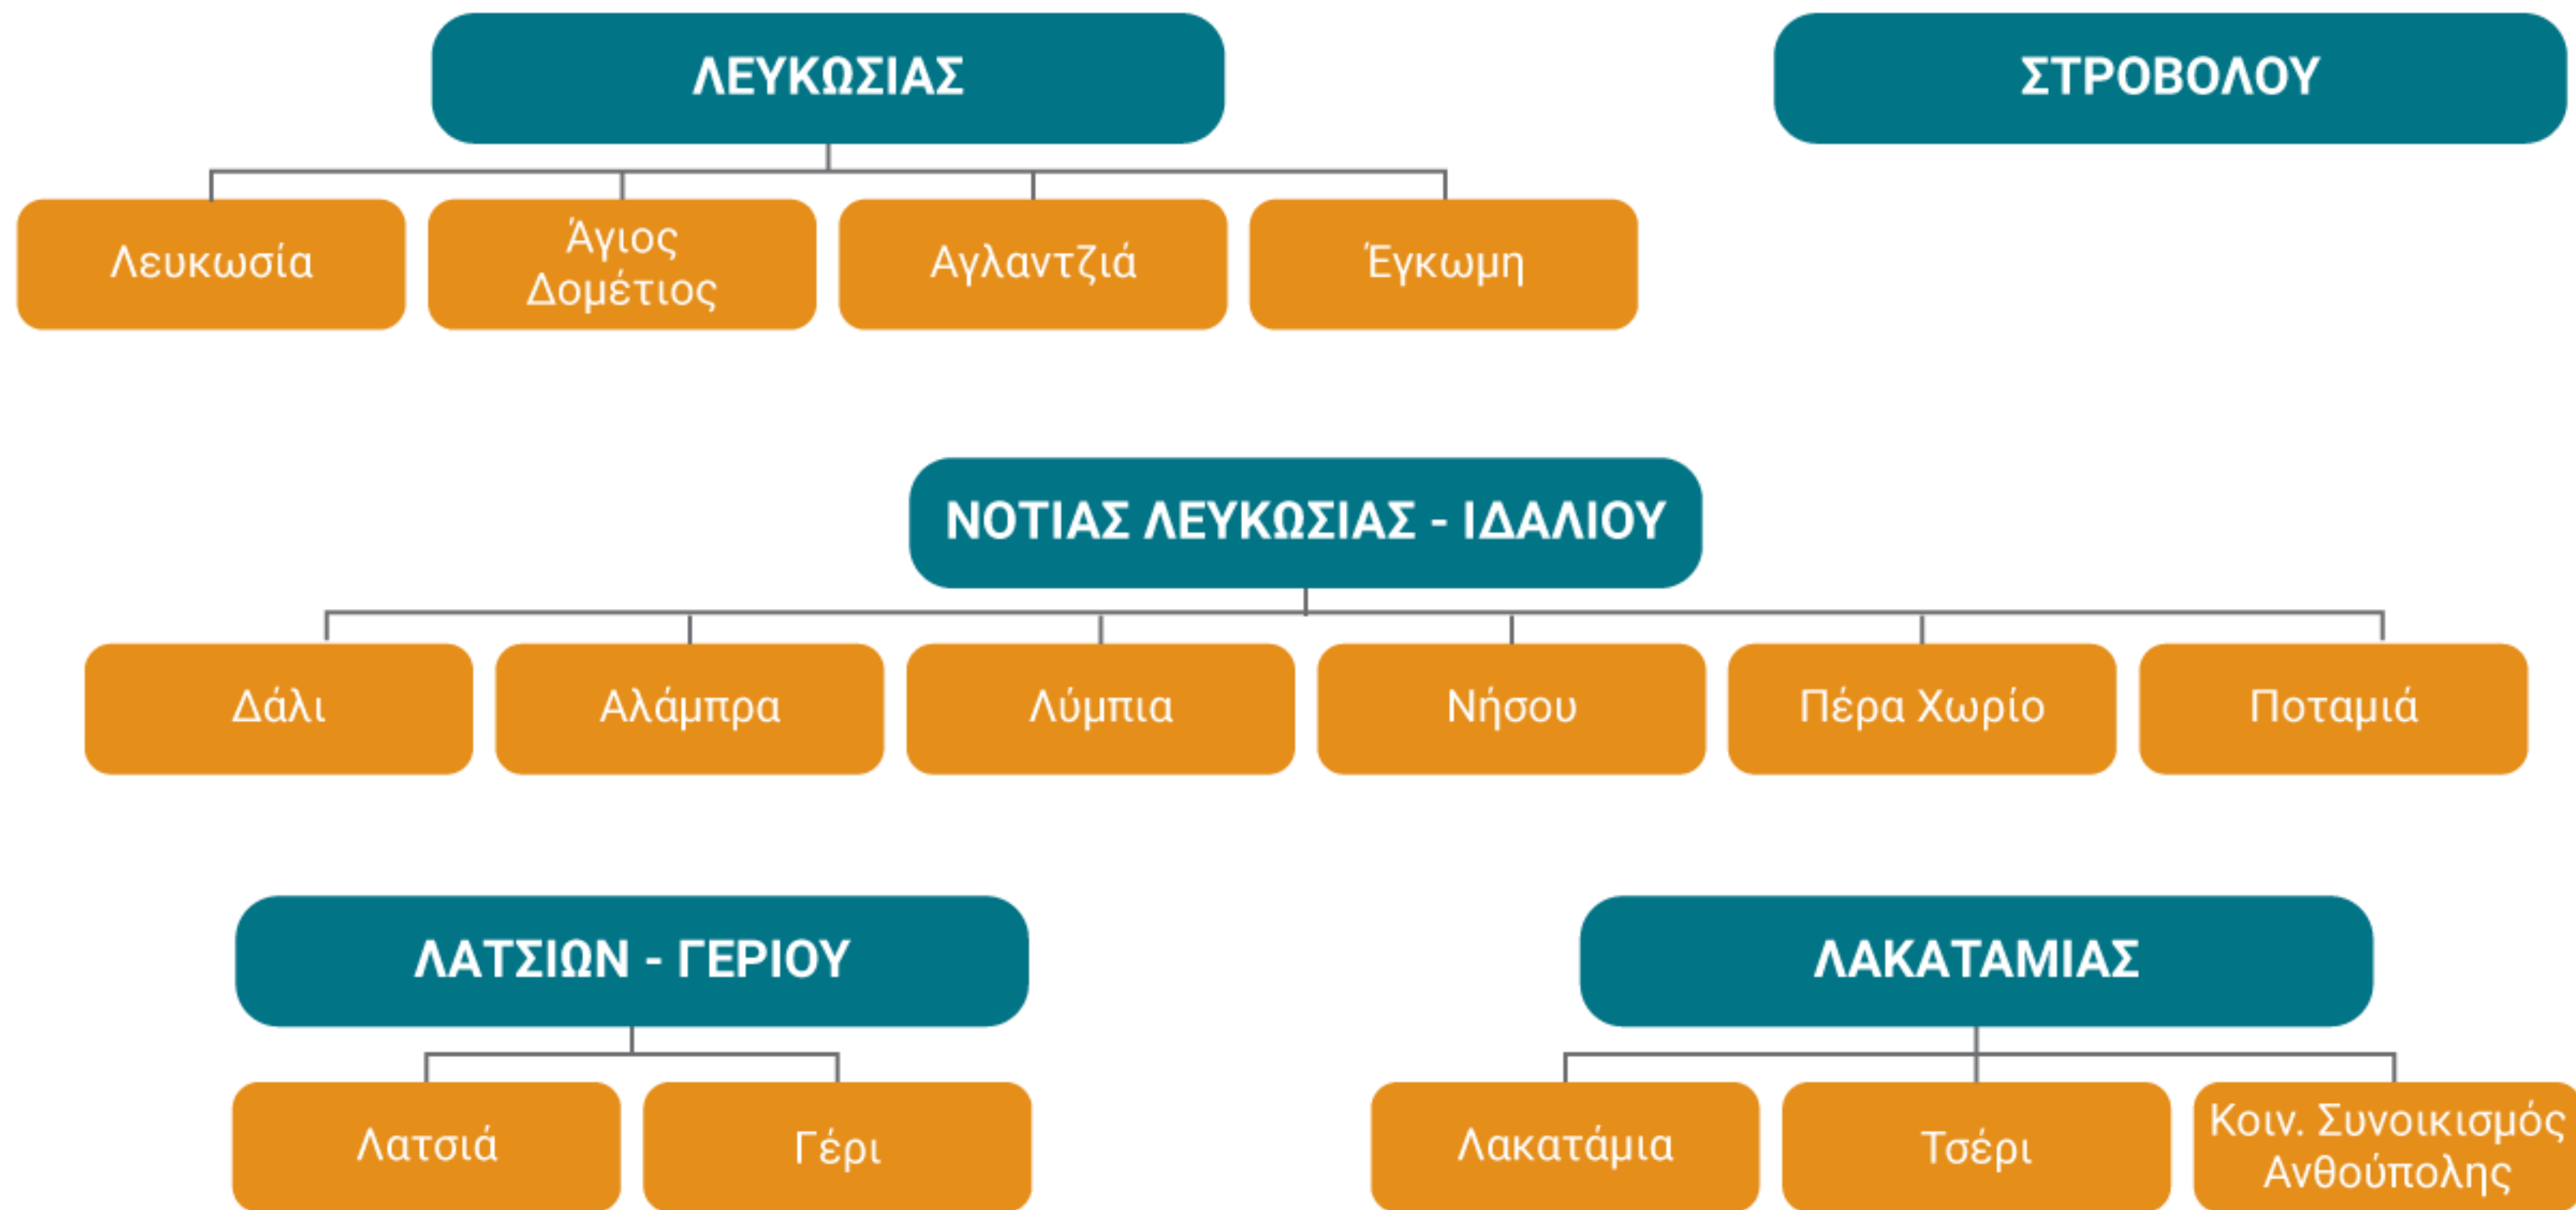 ΛΕΥΚΩΣΙΑΣ
ΣΤΡΟΒΟΛΟΥ
Λευκωσία
Άγιος
Δομέτιος
Αγλαντζιά
Έγκωμη
ΝΟΤΙΑΣ ΛΕΥΚΩΣΙΑΣ - ΙΔΑΛΙΟΥ
Δάλι
Αλάμπρα
Λύμπια
Νήσου
Πέρα Χωρίο
Ποταμιά
ΛΑΤΣΙΩΝ - ΓΕΡΙΟΥ
ΛΑΚΑΤΑΜΙΑΣ
Λατσιά
Γέρι
Λακατάμια
Τσέρι
Κοιν. Συνοικισμός
Ανθούπολης